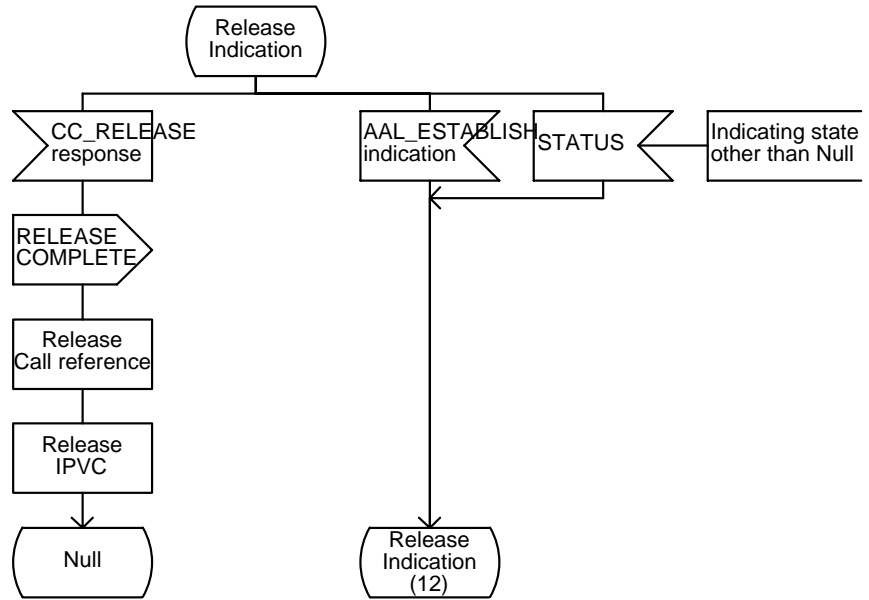 Release
Indication
CC_RELEASE
response
AAL_ESTABLISH
indication
STATUS
Indicating state
other than Null
RELEASE
COMPLETE
Release
Call reference
Release
IPVC
Null
Release
Indication
(12)